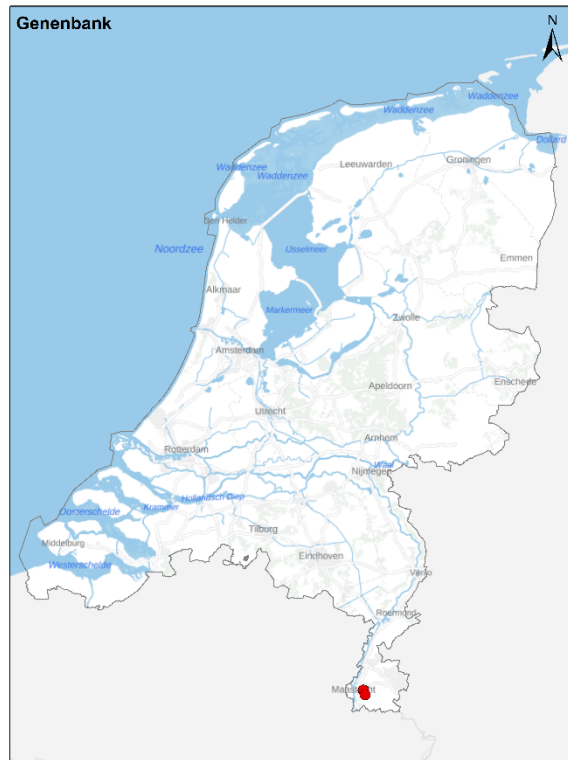 Genenbank
N
Waddenzee
Waddenzee
Dollard
Groningen
Leeuwarden
Waddenzee
Waddenzee
Den Helder
Noordzee
IJsselmeer
Emmen
Alkmaar
Markermeer
Zwolle
Amsterdam
Enschede
Apeldoorn
Utrecht
Arnhem
Rotterdam
Waal
Nijmegen
Hollandsch Diep
Krammer
Oosterschelde
Tilburg
Middelburg
Eindhoven
Westerschelde
Venlo
Roermond
Maastricht